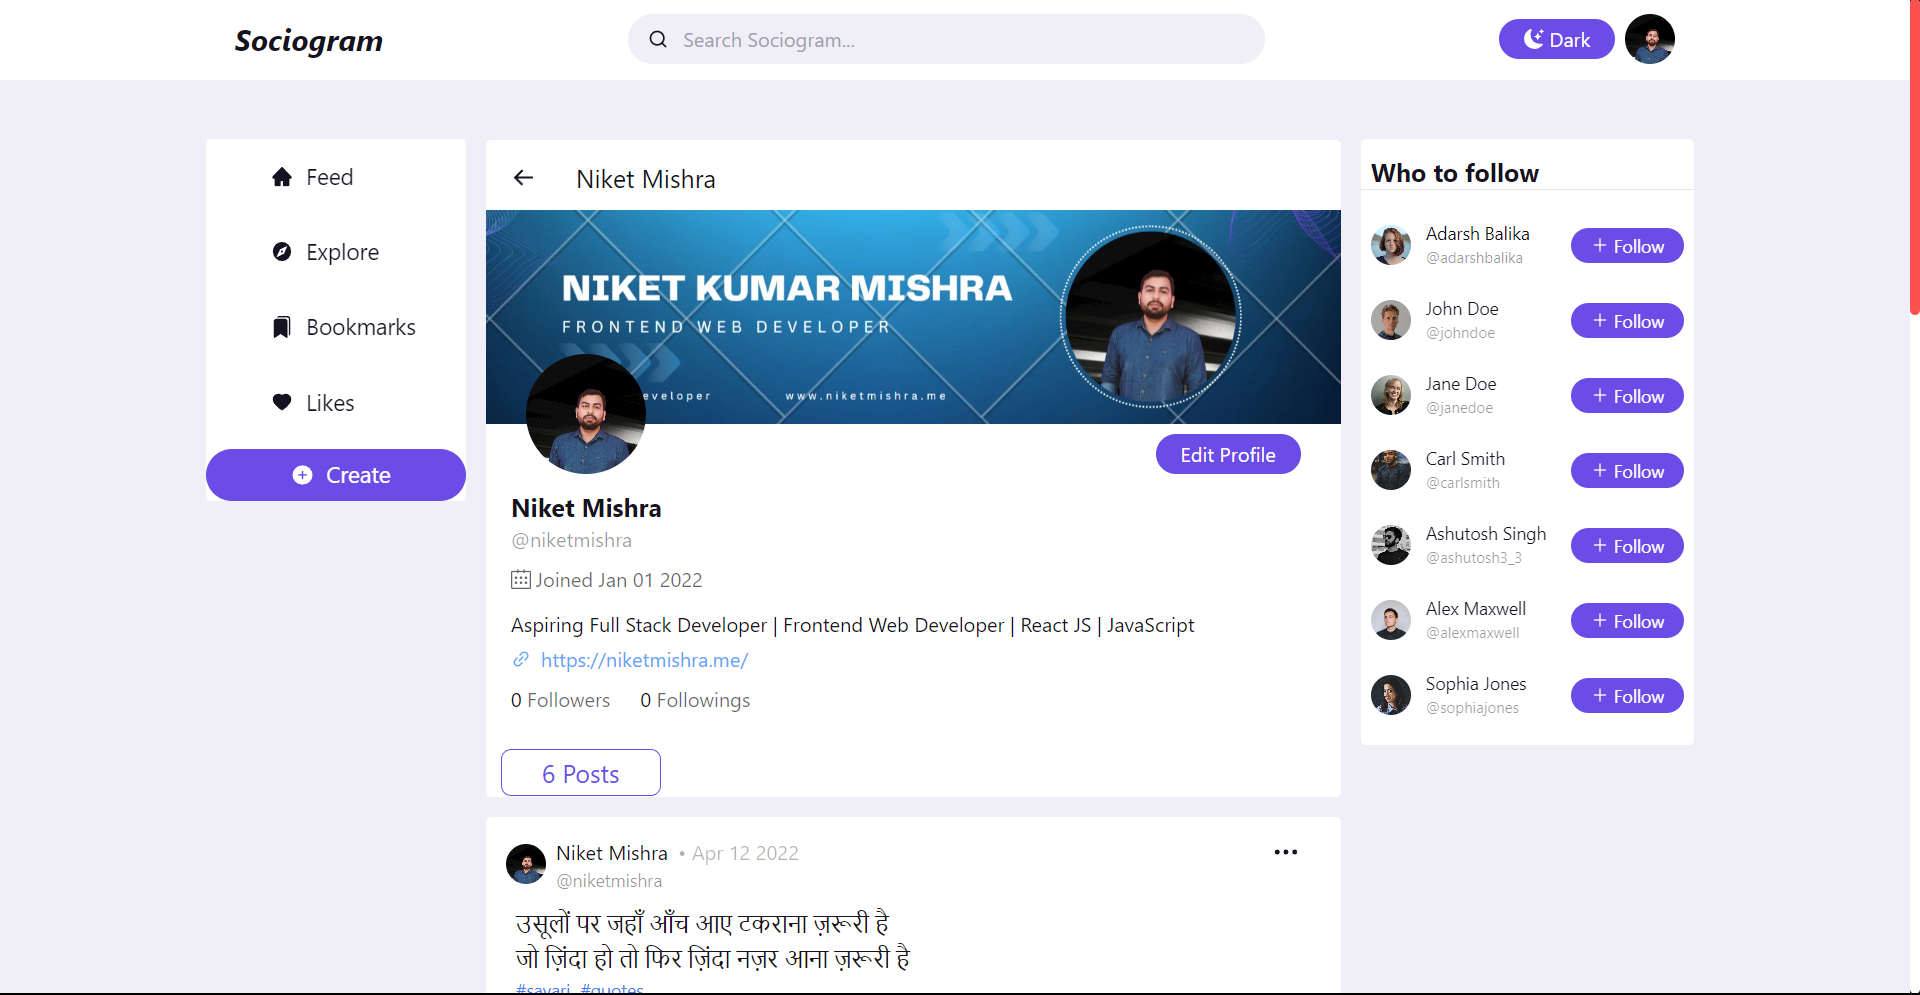 Sociogram
Search Sociogram...
Dark
Feed
Explore
Bookmarks
Likes
Create
Niket Mishra
NIKET KUMAR MISHRA
FRONTEND WEB DEVELOPER
www.niketmishra.me
Edit Profile
Niket Mishra
@niketmishra
Joined Jan 01 2022
Aspiring Full Stack Developer | Frontend Web Developer | React JS | JavaScript
https://niketmishra.me/
0 Followers 0 Followings
6 Posts
Niket Mishra • Apr 12 2022
@niketmishra
उसूलों पर जहाँ आँच आए टकराना ज़रूरी है
जो ज़िंदा हो तो फिर ज़िंदा नज़र आना ज़रूरी है
#sayari #quotes
Who to follow
Adarsh Balika
@adarshbalika
+ Follow
John Doe
@johndoe
+ Follow
Jane Doe
@janedoe
+ Follow
Carl Smith
@carlsmith
+ Follow
Ashutosh Singh
@ashutosh3_3
+ Follow
Alex Maxwell
@alexmaxwell
+ Follow
Sophia Jones
@sophiajones
+ Follow